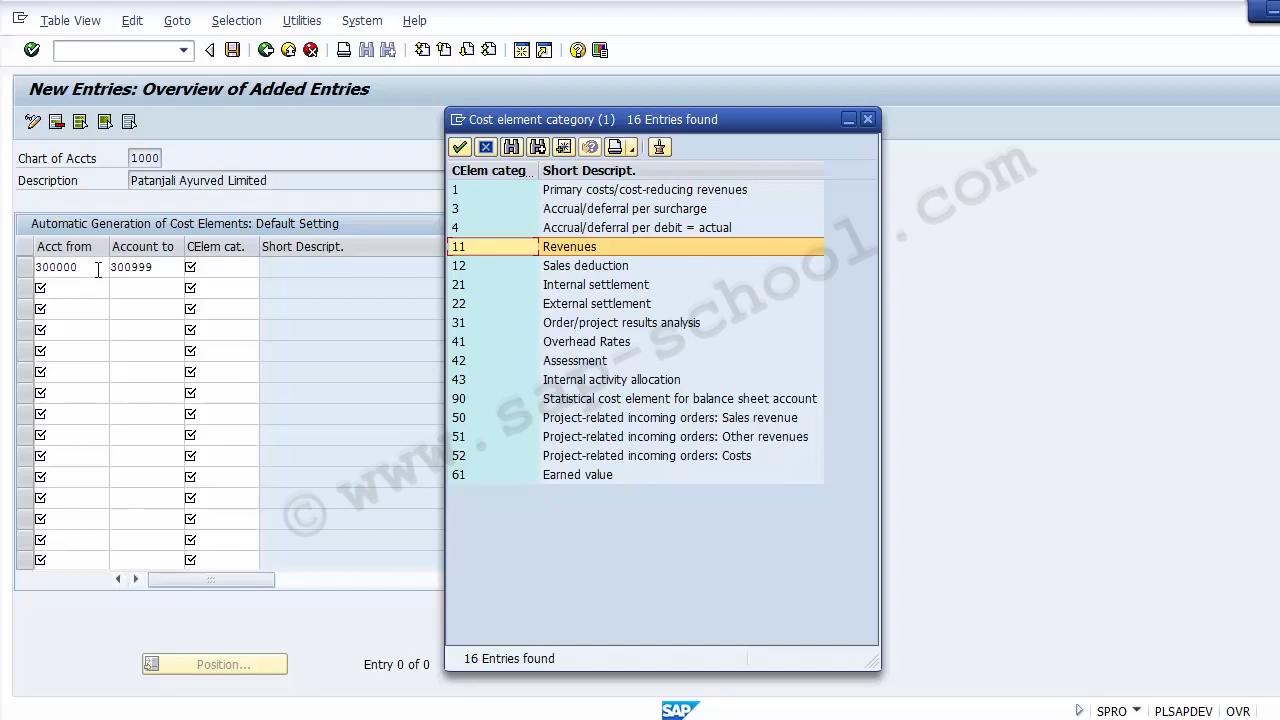 Table View Edit Goto Selection Utilities System Help
New Entries: Overview of Added Entries
Chart of Accts 1000
Description Patanjali Ayurved Limited
Automatic Generation of Cost Elements: Default Setting
Acct from Account to CElem cat. Short Descript.
300000 300999
Position... Entry 0 of 0
Cost element category (1) 16 Entries found
CElem categ... Short Descript.
1 Primary costs/cost-reducing revenues
3 Accrual/deferral per surcharge
4 Accrual/deferral per debit = actual
11 Revenues
12 Sales deduction
21 Internal settlement
22 External settlement
31 Order/project results analysis
41 Overhead Rates
42 Assessment
43 Internal activity allocation
90 Statistical cost element for balance sheet account
50 Project-related incoming orders: Sales revenue
51 Project-related incoming orders: Other revenues
52 Project-related incoming orders: Costs
61 Earned value
16 Entries found
© www.sap-school.com
SAP SPRO PLSAPDEV OVR